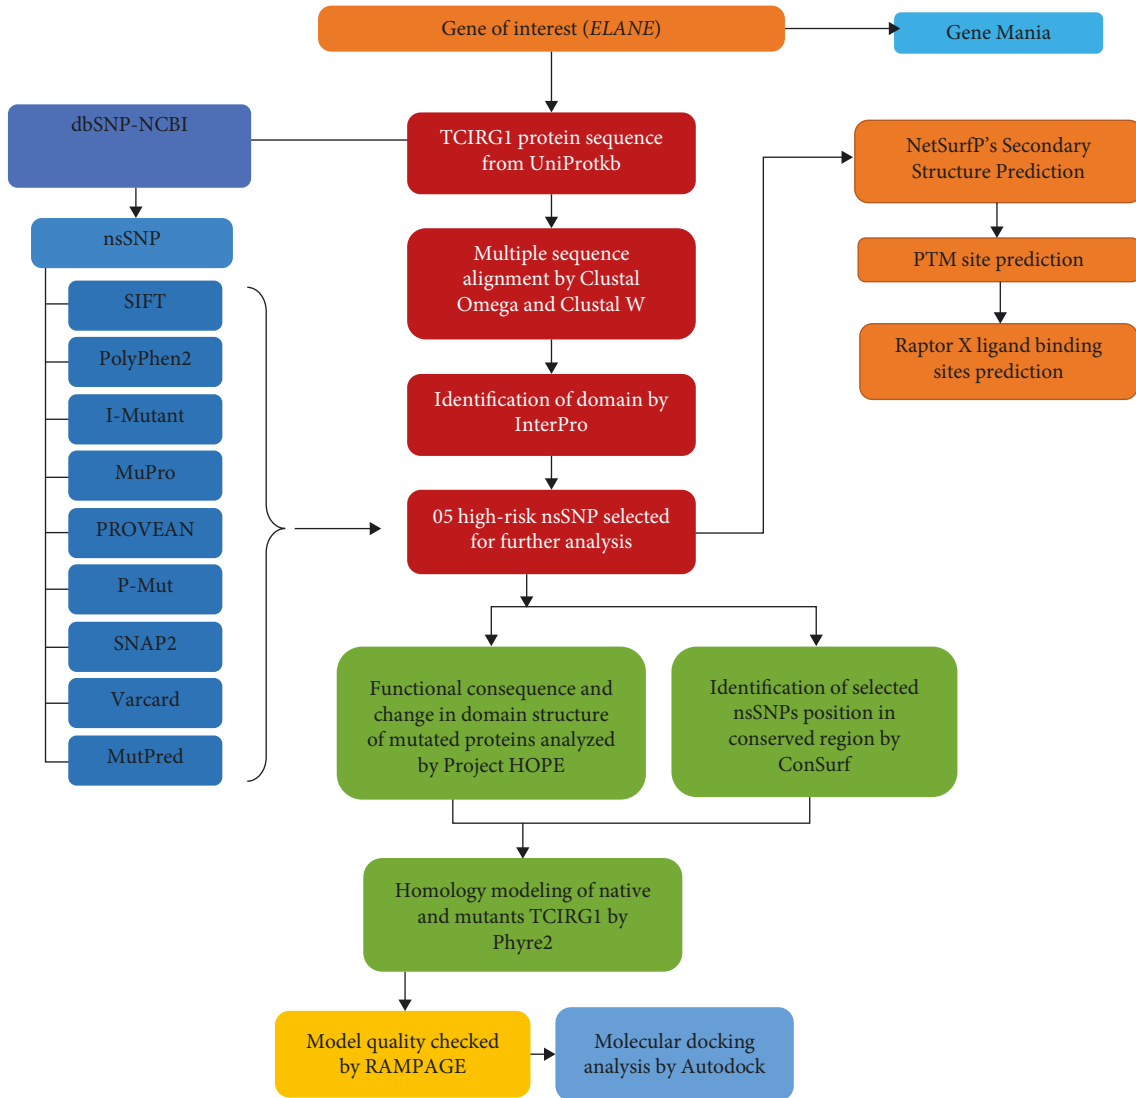 Gene of interest (ELANE)
Gene Mania
dbSNP-NCBI
TCIRG1 protein sequence
from UniProtkb
NetSurfP's Secondary
Structure Prediction
nsSNP
Multiple sequence
alignment by Clustal
Omega and Clustal W
PTM site prediction
SIFT
PolyPhen2
Raptor X ligand binding
sites prediction
I-Mutant
Identification of domain by
InterPro
MuPro
PROVEAN
05 high-risk nsSNP selected
for further analysis
P-Mut
SNAP2
Varcard
MutPred
Functional consequence and
change in domain structure
of mutated proteins analyzed
by Project HOPE
Identification of selected
nsSNPs position in
conserved region by
ConSurf
Homology modeling of native
and mutants TCIRG1 by
Phyre2
Model quality checked
by RAMPAGE
Molecular docking
analysis by Autodock